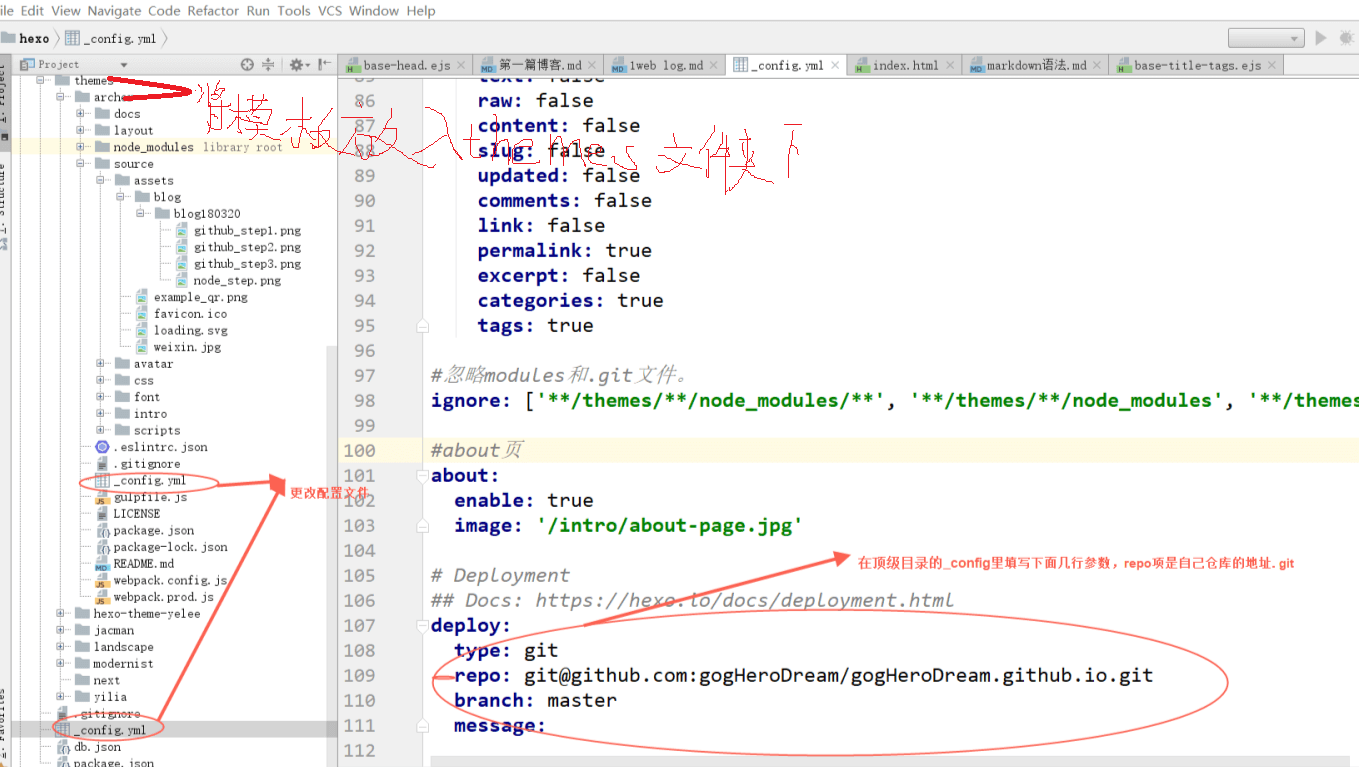 ile Edit View Navigate Code Refactor Run Tools VCS Window Help
hexo _config.yml
Project
base-head.ejs 第一篇博客.md 1web log.md _config.yml index.html markdown语法.md base-title-tags.ejs
themes
将模板放入themes文件夹下
docs
layout
node_modules library root
source
assets
blog
blog180320
github_step1.png
github_step2.png
github_step3.png
node_step.png
example_qr.png
favicon.ico
loading.svg
weixin.jpg
avatar
css
font
intro
scripts
.eslintrc.json
.gitignore
_config.yml
更改配置文件
gulpfile.js
LICENSE
package.json
package-lock.json
README.md
webpack.config.js
webpack.prod.js
hexo-theme-yelee
jacman
landscape
modernist
next
yilia
.gitignore
_config.yml
db.json
package.json
86 raw: false
87 content: false
88 slug: false
89 updated: false
90 comments: false
91 link: false
92 permalink: true
93 excerpt: false
94 categories: true
95 tags: true
96
97 #忽略modules和.git文件。
98 ignore: ['**/themes/**/node_modules/**', '**/themes/**/node_modules', '**/themes
99
100 #about页
101 about:
102 enable: true
103 image: '/intro/about-page.jpg'
104
105 # Deployment
在顶级目录的_config里填写下面几行参数，repo项是自己仓库的地址.git
106 ## Docs: https://hexo.io/docs/deployment.html
107 deploy:
108 type: git
109 repo: git@github.com:gogHeroDream/gogHeroDream.github.io.git
110 branch: master
111 message:
112